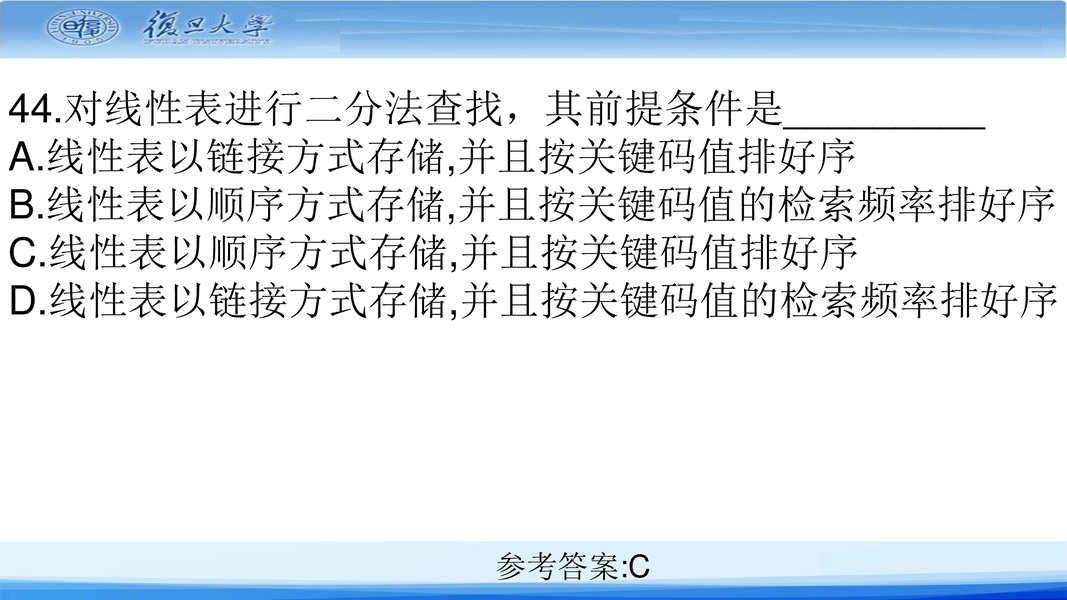 復旦大學
44.对线性表进行二分法查找，其前提条件是__________
A.线性表以链接方式存储,并且按关键码值排好序
B.线性表以顺序方式存储,并且按关键码值的检索频率排好序
C.线性表以顺序方式存储,并且按关键码值排好序
D.线性表以链接方式存储,并且按关键码值的检索频率排好序
参考答案:C